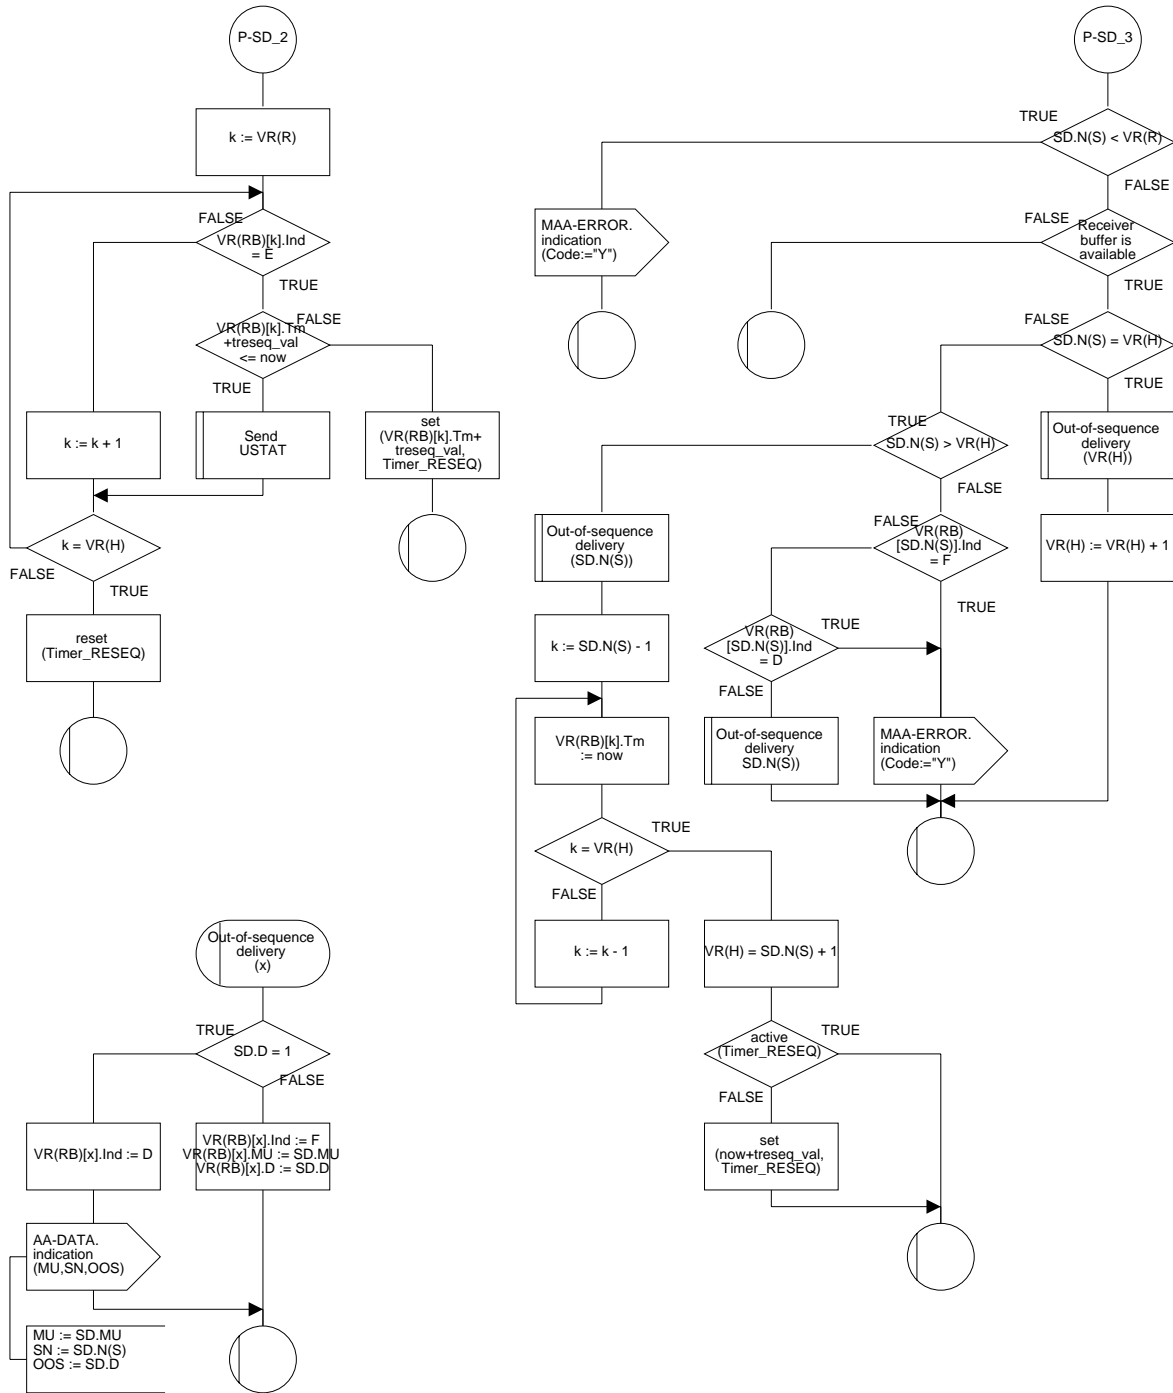 P-SD_2
k := VR(R)
FALSE
VR(RB)[k].Ind
= E
TRUE
VR(RB)[k].Tm
+treseq_val
<= now
FALSE
TRUE
k := k + 1
Send
USTAT
set
(VR(RB)[k].Tm+
treseq_val,
Timer_RESEQ)
k = VR(H)
FALSE
TRUE
reset
(Timer_RESEQ)
P-SD_3
TRUE
SD.N(S) < VR(R)
FALSE
MAA-ERROR.
indication
(Code:="Y")
FALSE
Receiver
buffer is
available
TRUE
FALSE
SD.N(S) = VR(H)
TRUE
TRUE
SD.N(S) > VR(H)
FALSE
Out-of-sequence
delivery
(VR(H))
VR(H) := VR(H) + 1
Out-of-sequence
delivery
(SD.N(S))
FALSE
VR(RB)
[SD.N(S)].Ind
= F
TRUE
k := SD.N(S) - 1
VR(RB)
[SD.N(S)].Ind
= D
TRUE
FALSE
VR(RB)[k].Tm
:= now
Out-of-sequence
delivery
SD.N(S))
MAA-ERROR.
indication
(Code:="Y")
k = VR(H)
TRUE
FALSE
k := k - 1
VR(H) = SD.N(S) + 1
active
(Timer_RESEQ)
TRUE
FALSE
set
(now+treseq_val,
Timer_RESEQ)
Out-of-sequence
delivery
(x)
TRUE
SD.D = 1
FALSE
VR(RB)[x].Ind := D
VR(RB)[x].Ind := F
VR(RB)[x].MU := SD.MU
VR(RB)[x].D := SD.D
AA-DATA.
indication
(MU,SN,OOS)
MU := SD.MU
SN := SD.N(S)
OOS := SD.D